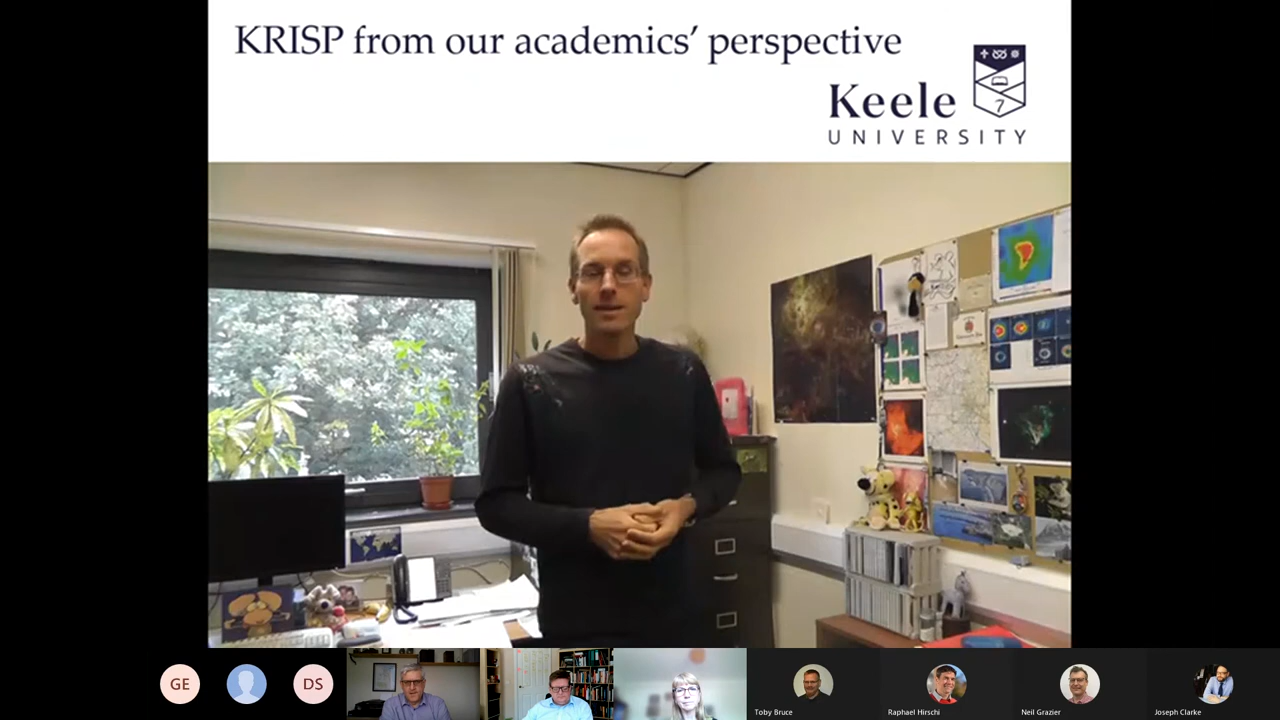 KRISP from our academics’ perspective
Keele
UNIVERSITY
GE
DS
Toby Bruce
Raphael Hirschi
Neil Grazier
Joseph Clarke